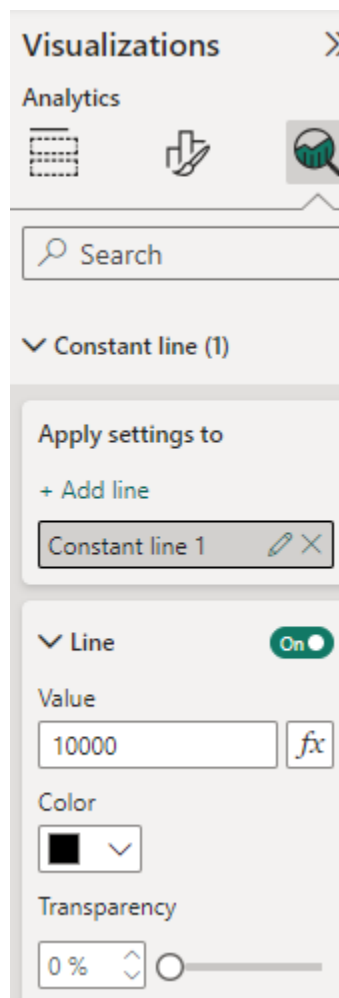 Visualizations
Analytics
Search
Constant line (1)
Apply settings to
+ Add line
Constant line 1
Line
On
Value
10000
fx
Color
Transparency
0 %